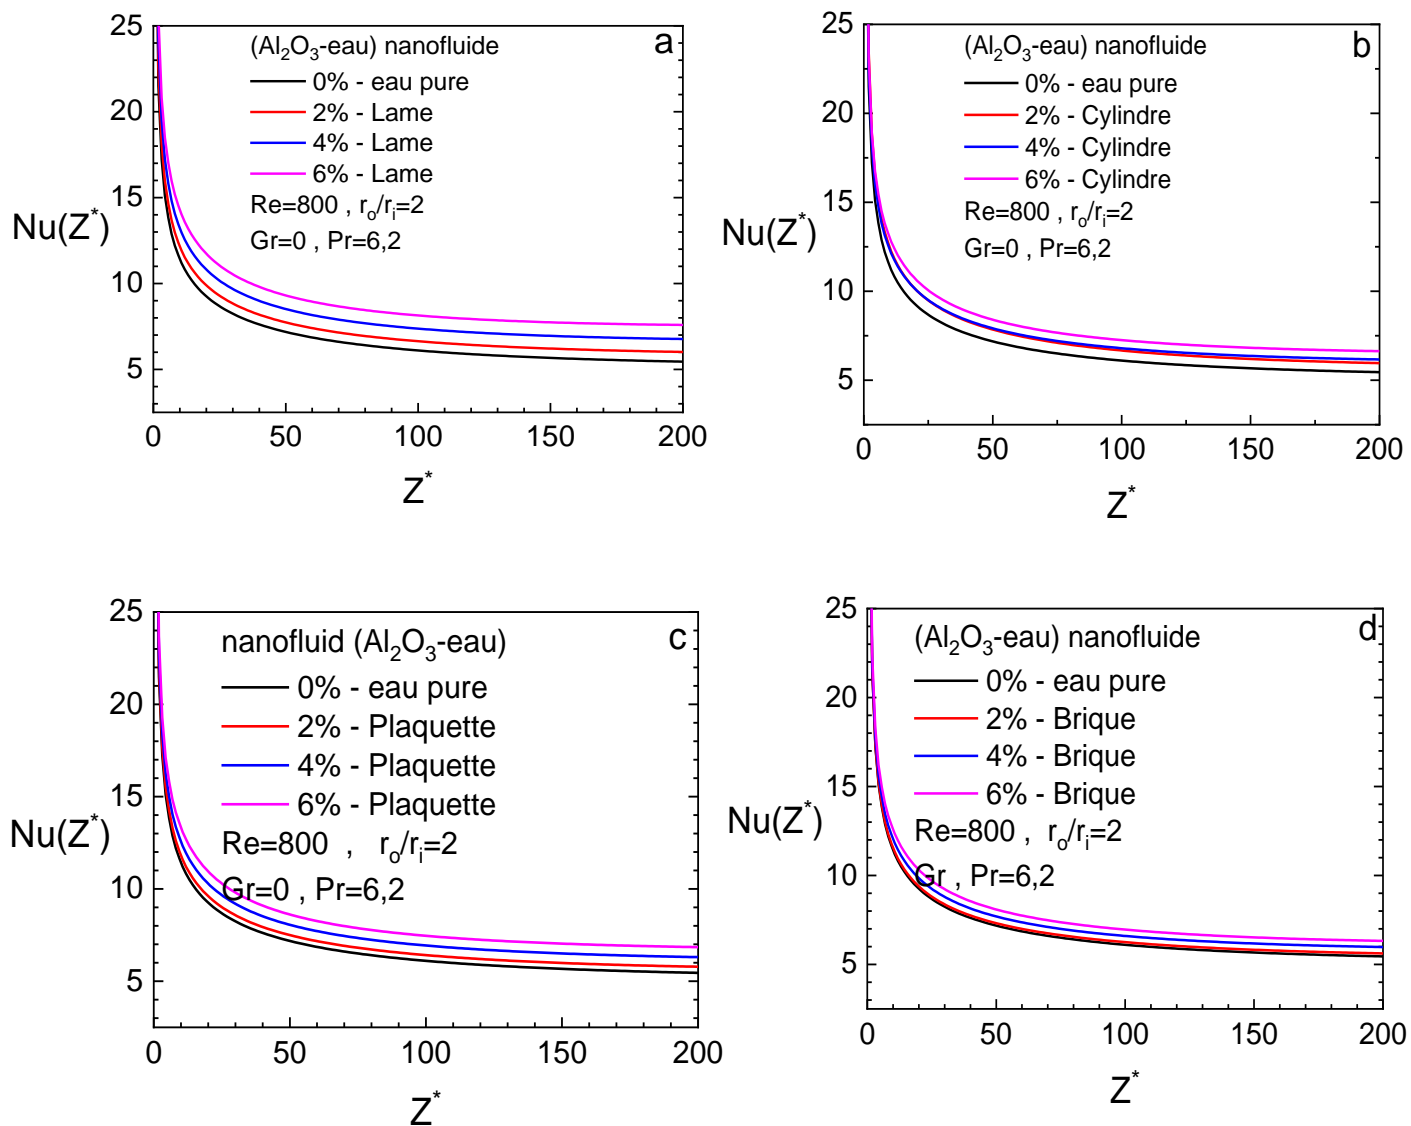 a
25
20
15
10
5
0
50
100
150
200
Nu(Z*)
Z*
(Al₂O₃-eau) nanofluide
0% - eau pure
2% - Lame
4% - Lame
6% - Lame
Re=800 , rₒ/rᵢ=2
Gr=0 , Pr=6,2
b
25
20
15
10
5
0
50
100
150
200
Nu(Z*)
Z*
(Al₂O₃-eau) nanofluide
0% - eau pure
2% - Cylindre
4% - Cylindre
6% - Cylindre
Re=800 , rₒ/rᵢ=2
Gr=0 , Pr=6,2
c
25
20
15
10
5
0
50
100
150
200
Nu(Z*)
Z*
nanofluid (Al₂O₃-eau)
0% - eau pure
2% - Plaquette
4% - Plaquette
6% - Plaquette
Re=800 , rₒ/rᵢ=2
Gr=0 , Pr=6,2
d
25
20
15
10
5
0
50
100
150
200
Nu(Z*)
Z*
(Al₂O₃-eau) nanofluide
0% - eau pure
2% - Brique
4% - Brique
6% - Brique
Re=800 , rₒ/rᵢ=2
Gr , Pr=6,2